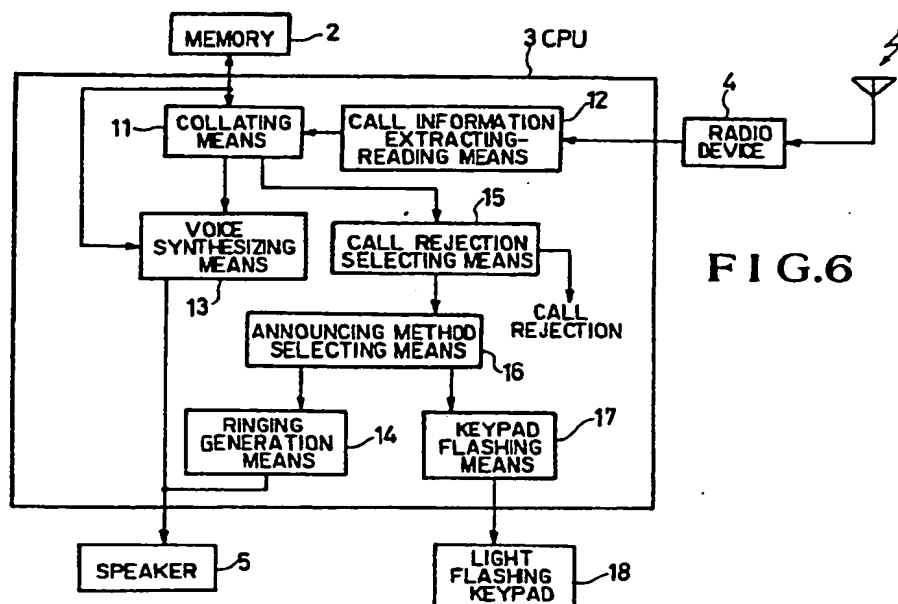 MEMORY
2
3 CPU
11
COLLATING
MEANS
CALL INFORMATION
EXTRACTING-
READING MEANS
12
4
RADIO
DEVICE
VOICE
SYNTHESIZING
MEANS
13
15
CALL REJECTION
SELECTING MEANS
CALL
REJECTION
FIG.6
ANNOUNCING METHOD
SELECTING MEANS
16
RINGING
GENERATION
MEANS
14
KEYPAD
FLASHING
MEANS
17
SPEAKER
5
LIGHT
FLASHING
KEYPAD
18